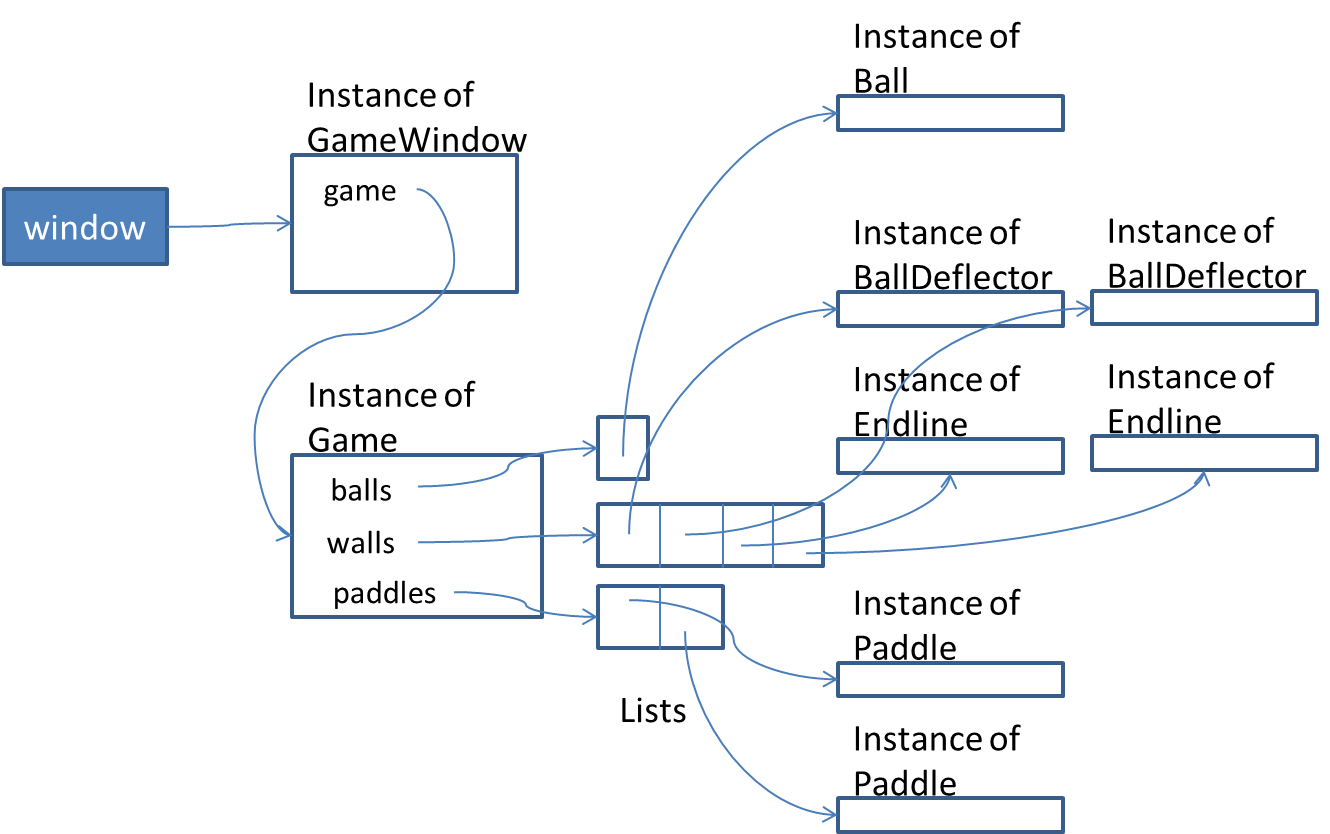 window
Instance of
GameWindow
game
Instance of
Game
balls
walls
paddles
Lists
Instance of
Ball
Instance of
BallDeflector
Instance of
BallDeflector
Instance of
Endline
Instance of
Endline
Instance of
Paddle
Instance of
Paddle